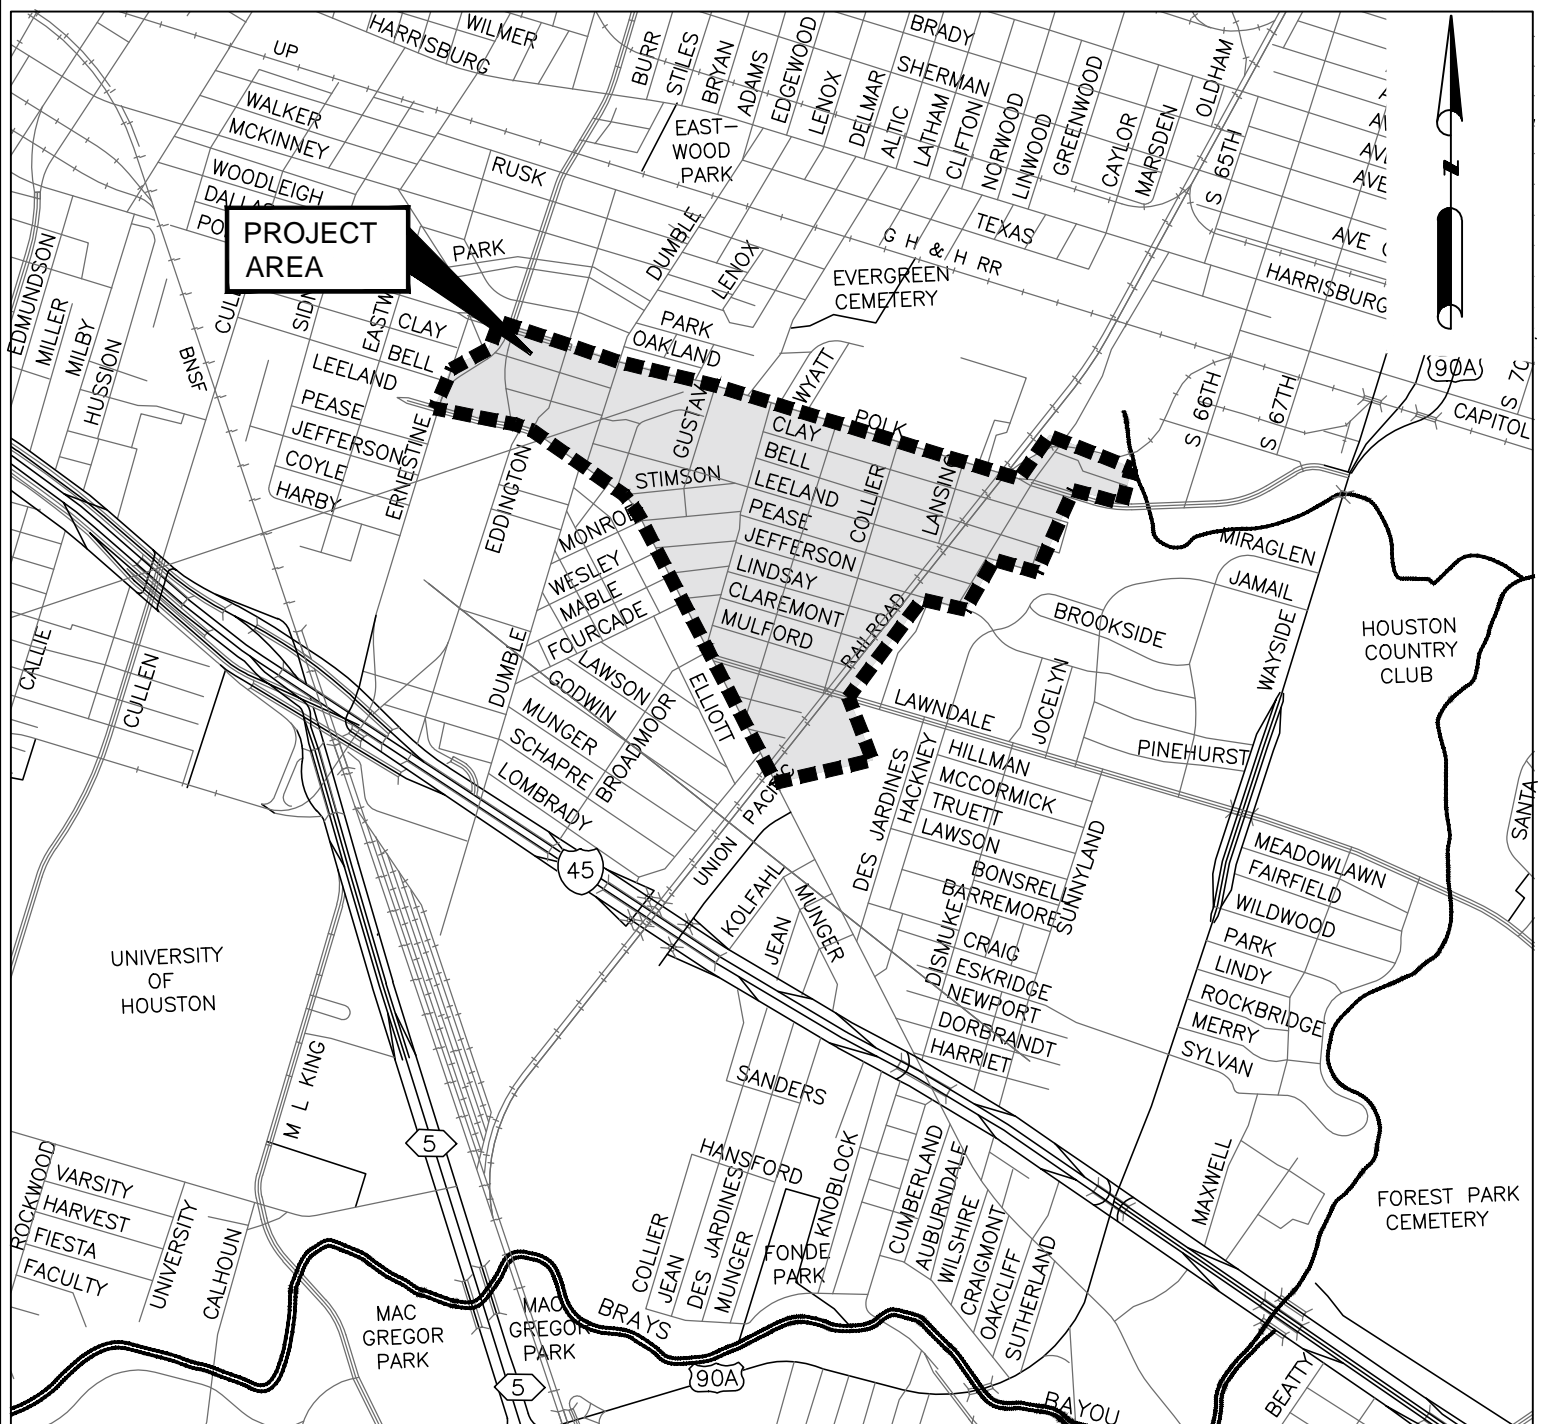 HARRISBURG
WILMER
UP
BURR
STILES
BRYAN
ADAMS
EDGEWOOD
LENOX
DELMAR
ALTIC
LATHAM
CLIFTON
NORWOOD
LINWOOD
GREENWOOD
CAYLOR
MARSDEN
OLDHAM
S 65TH
BRADY
SHERMAN
WALKER
MCKINNEY
WOODLEIGH
RUSK
EAST-
WOOD
PARK
TEXAS
G H & H RR
AVE
HARRISBURG
N
PROJECT
AREA
PARK
DUMBLE
LENOX
EVERGREEN
CEMETERY
EDMUNDSON
MILLER
MILBY
HUSSION
BNSF
CLAY
BELL
LEELAND
PEASE
JEFFERSON
COYLE
HARBY
ERNESTINE
EDDINGTON
PARK
OAKLAND
WYATT
POLK
GUSTAV
STIMSON
CLAY
BELL
LEELAND
PEASE
JEFFERSON
LINDSAY
CLAREMONT
MULFORD
COLLIER
LANSING
RAILROAD
S 66TH
S 67TH
90A
CAPITOL
MONROE
WESLEY
MABLE
FOURCADE
LAWSON
GODWIN
MUNGER
SCHAPRE
LOMBRADY
BROADMOOR
ELLIOTT
DUMBLE
MIRAGLEN
JAMAIL
BROOKSIDE
WAYSIDE
HOUSTON
COUNTRY
CLUB
JOCELYN
LAWNDALE
PINEHURST
CALLIE
CULLEN
UNION PACIFIC
DES JARDINES
HACKNEY
HILLMAN
MCCORMICK
TRUETT
LAWSON
BONSREL
BARREMORE
SUNNYLAND
DISMUKE
CRAIG
ESKRIDGE
NEWPORT
DORBRANDT
HARRIET
45
KOLFAHL
JEAN
MUNGER
MEADOWLAWN
FAIRFIELD
WILDWOOD
PARK
LINDY
ROCKBRIDGE
MERRY
SYLVAN
SANTA
UNIVERSITY
OF
HOUSTON
M L KING
5
SANDERS
HANSFORD
KNOBLOCK
CUMBERLAND
AUBURNDALE
WILSHIRE
CRAIGMONT
OAKCLIFF
SUTHERLAND
MAXWELL
FOREST PARK
CEMETERY
ROCKWOOD
VARSITY
HARVEST
FIESTA
FACULTY
UNIVERSITY
CALHOUN
COLLIER
JEAN
DES JARDINES
MUNGER
FONDE
PARK
MAC
GREGOR
PARK
MAC
GREGOR
PARK
BRAYS
90A
5
BAYOU
BEATTY